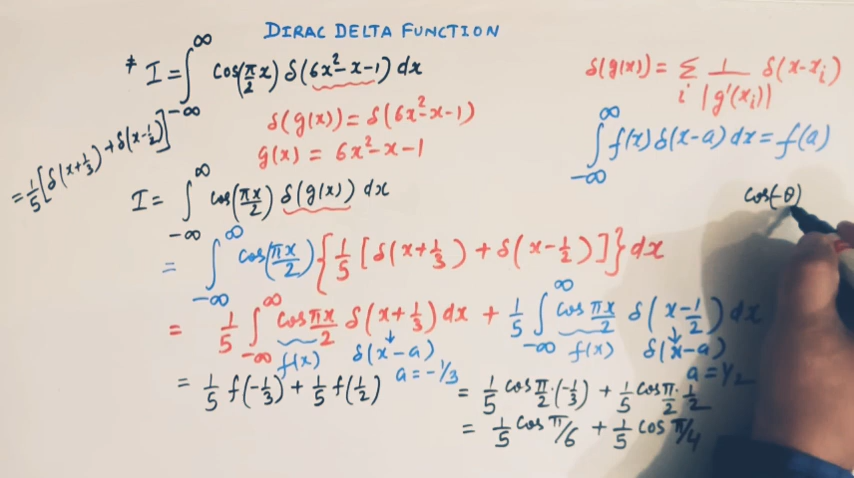 DIRAC DELTA FUNCTION
* I = ∫_{-∞}^{∞} cos(π/2 x) δ(6x²-x-1) dx
δ(g(x)) = Σ_i 1/|g'(x_i)| δ(x-x_i)
= 1/5 [δ(x+1/3) + δ(x-1/2)]
δ(g(x)) = δ(6x²-x-1)
g(x) = 6x²-x-1
∫_{-∞}^{∞} f(x) δ(x-a) dx = f(a)
I = ∫_{-∞}^{∞} cos(πx/2) δ(g(x)) dx
cos(-θ)
= ∫_{-∞}^{∞} cos(πx/2) {1/5 [δ(x+1/3) + δ(x-1/2)]} dx
= 1/5 ∫_{-∞}^{∞} cos πx/2 δ(x+1/3) dx + 1/5 ∫_{-∞}^{∞} cos πx/2 δ(x-1/2) dx
f(x) δ(x-a) f(x) δ(x-a)
a = -1/3 a = 1/2
= 1/5 f(-1/3) + 1/5 f(1/2)
= 1/5 cos π/2·(-1/3) + 1/5 cos π/2·1/2
= 1/5 cos π/6 + 1/5 cos π/4